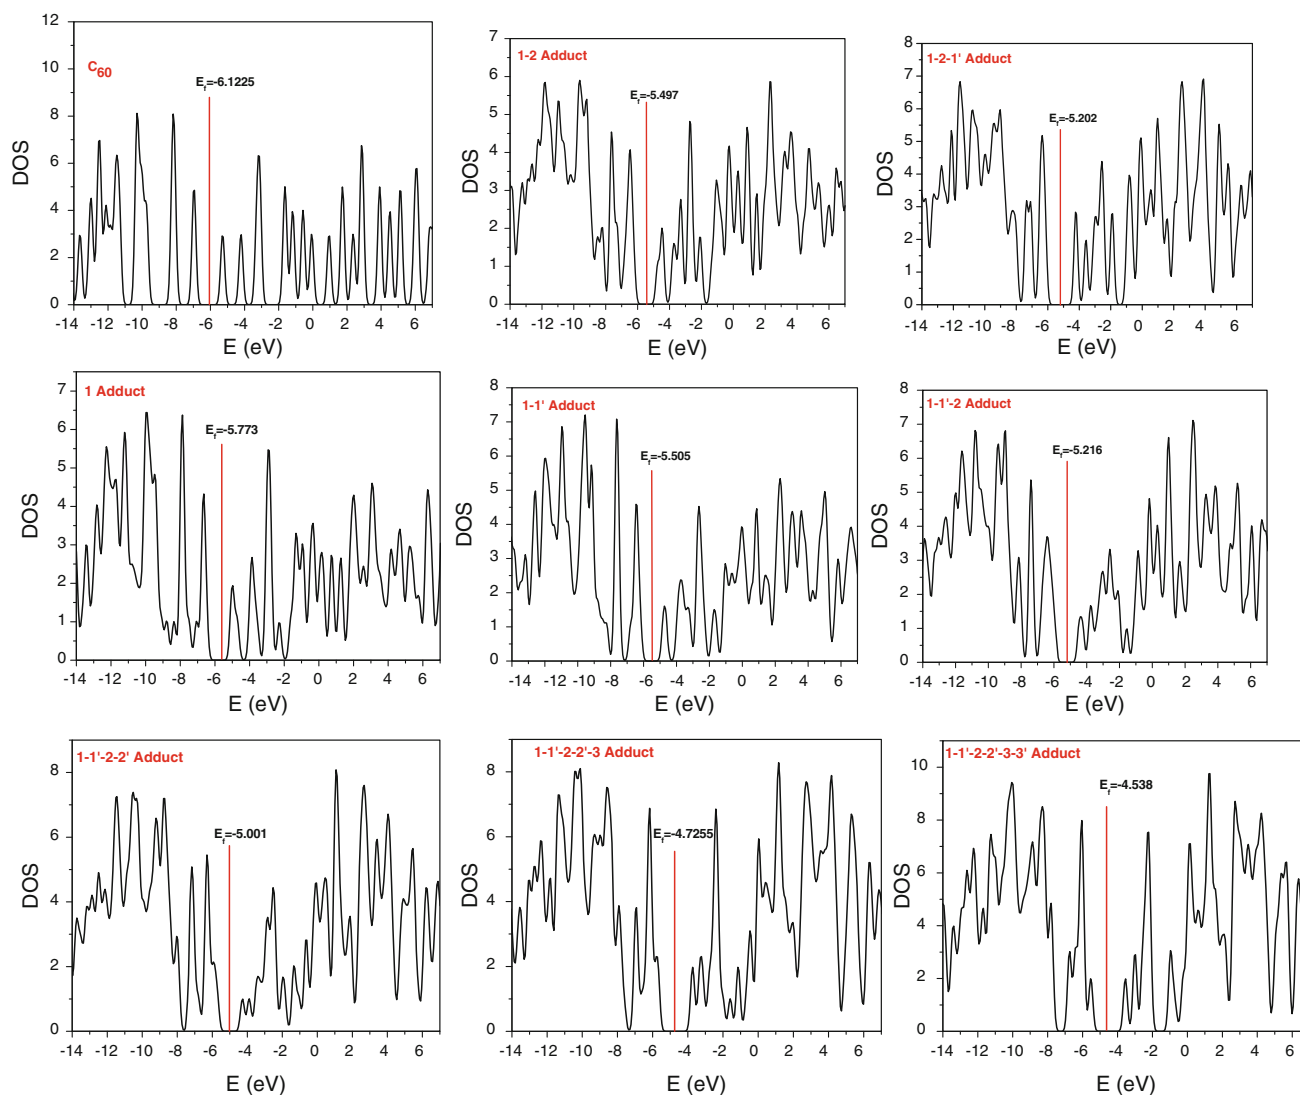 C60
Ef=-6.1225
DOS
12
10
8
6
4
2
0
-14 -12 -10 -8 -6 -4 -2 0 2 4 6
E (eV)
1-2 Adduct
Ef=-5.497
DOS
7
6
5
4
3
2
1
0
-14 -12 -10 -8 -6 -4 -2 0 2 4 6
E (eV)
1-2-1' Adduct
Ef=-5.202
DOS
8
7
6
5
4
3
2
1
0
-14 -12 -10 -8 -6 -4 -2 0 2 4 6
E (eV)
1 Adduct
Ef=-5.773
DOS
7
6
5
4
3
2
1
0
-14 -12 -10 -8 -6 -4 -2 0 2 4 6
E (eV)
1-1' Adduct
Ef=-5.505
DOS
8
7
6
5
4
3
2
1
0
-14 -12 -10 -8 -6 -4 -2 0 2 4 6
E (eV)
1-1'-2 Adduct
Ef=-5.216
DOS
8
7
6
5
4
3
2
1
0
-14 -12 -10 -8 -6 -4 -2 0 2 4 6
E (eV)
1-1'-2-2' Adduct
Ef=-5.001
DOS
8
6
4
2
0
-14 -12 -10 -8 -6 -4 -2 0 2 4 6
E (eV)
1-1'-2-2'-3 Adduct
Ef=-4.7255
DOS
8
6
4
2
0
-14 -12 -10 -8 -6 -4 -2 0 2 4 6
E (eV)
1-1'-2-2'-3-3' Adduct
Ef=-4.538
DOS
10
8
6
4
2
0
-14 -12 -10 -8 -6 -4 -2 0 2 4 6
E (eV)